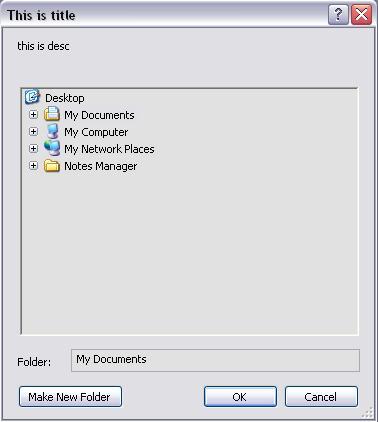 This is title
this is desc
Desktop
My Documents
My Computer
My Network Places
Notes Manager
Folder: My Documents
Make New Folder OK Cancel